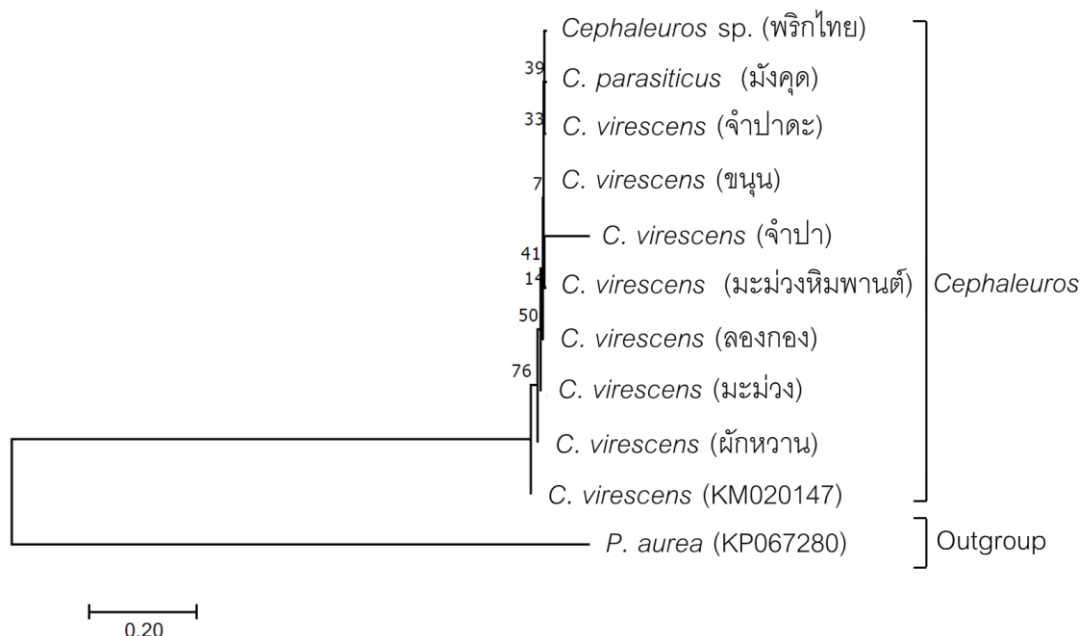 Cephaleuros sp. (พริกไทย)
39
C. parasiticus (มังคุด)
33
C. virescens (จำปาดะ)
7
C. virescens (ขนุน)
C. virescens (จำปา)
41
14
C. virescens (มะม่วงหิมพานต์)
Cephaleuros
50
C. virescens (ลองกอง)
76
C. virescens (มะม่วง)
C. virescens (ผักหวาน)
C. virescens (KM020147)
P. aurea (KP067280)
Outgroup
0.20